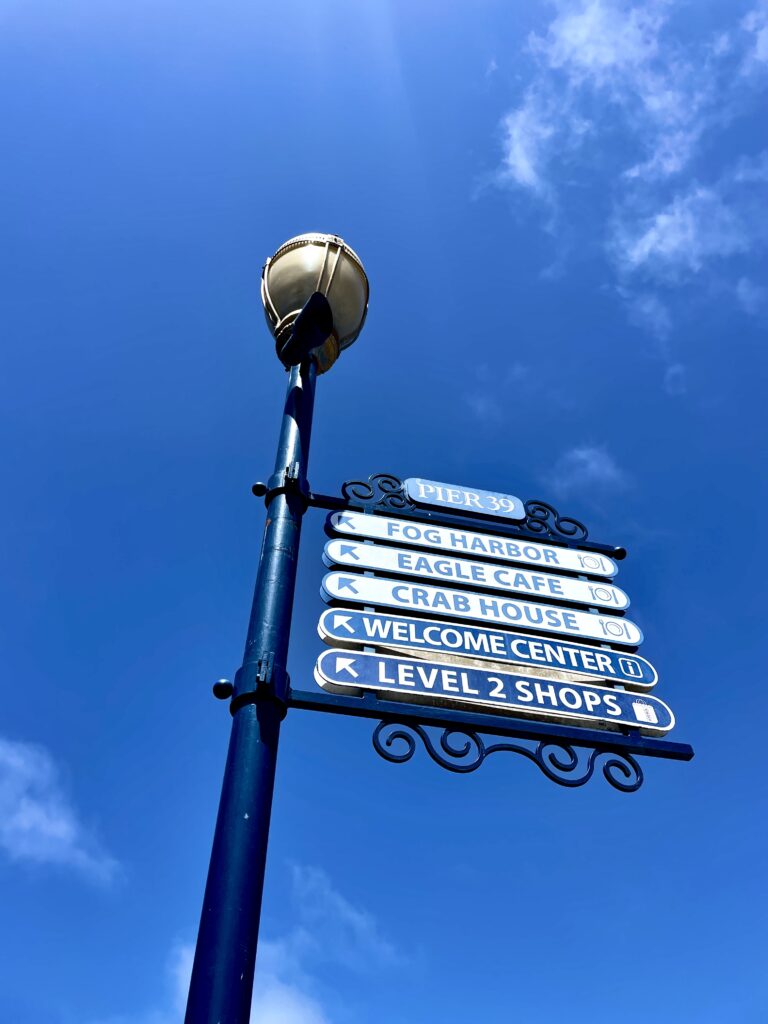 PIER 39
FOG HARBOR
EAGLE CAFE
CRAB HOUSE
WELCOME CENTER
LEVEL 2 SHOPS